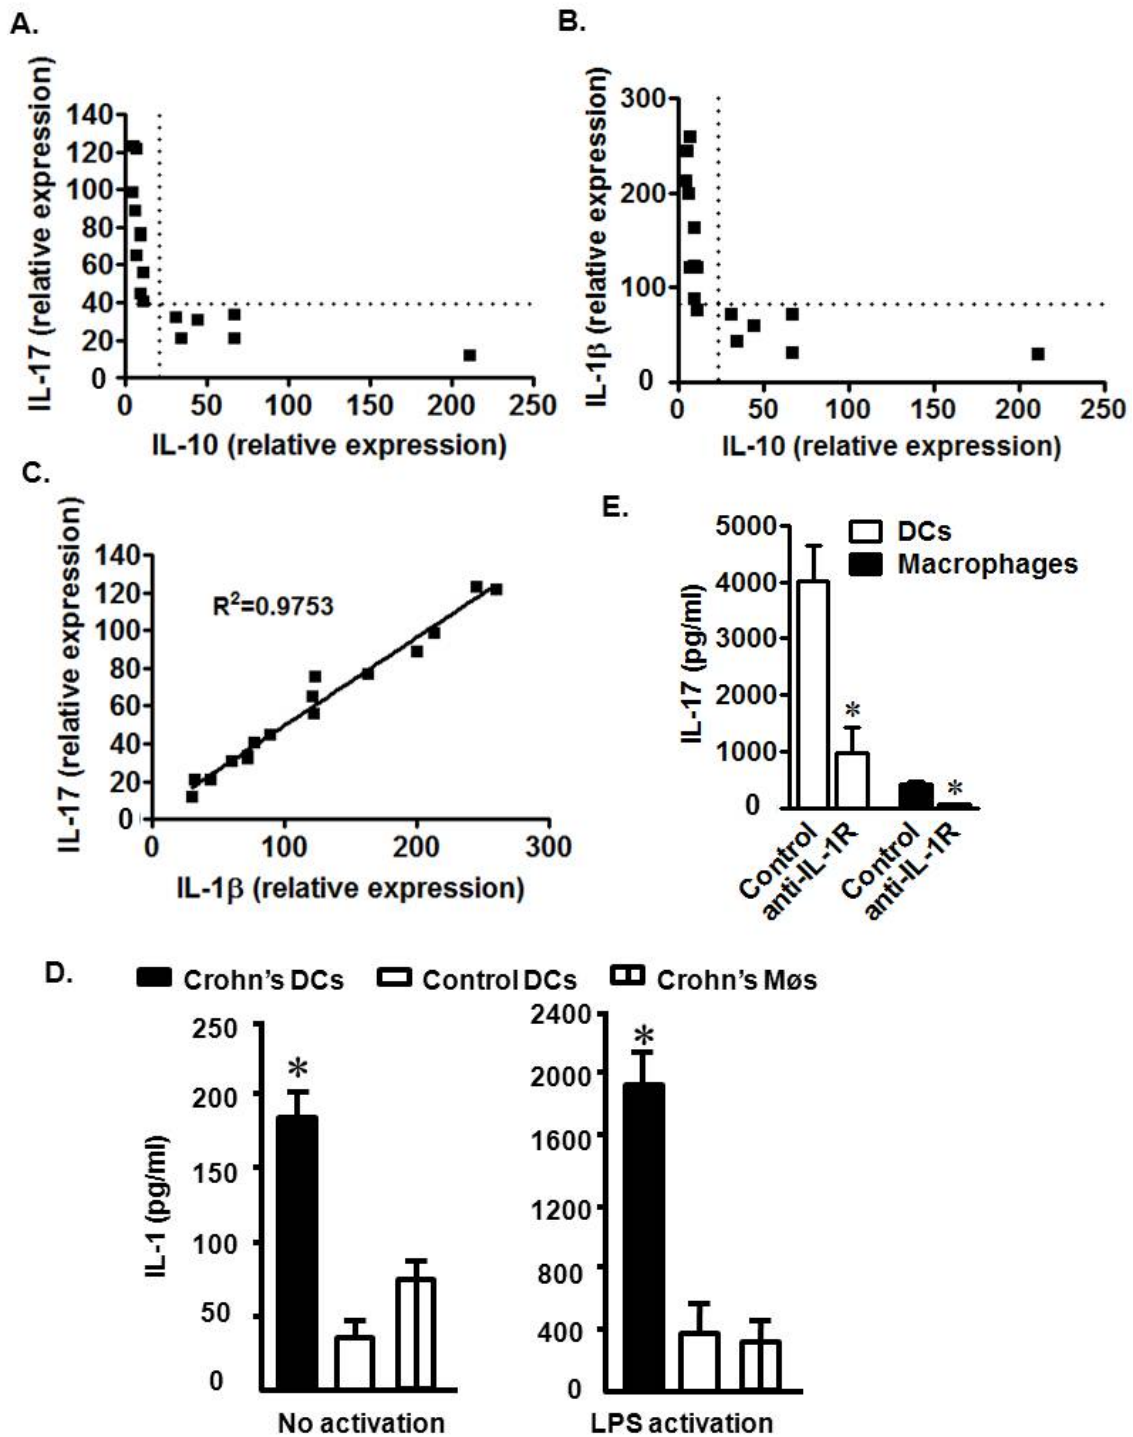 A.
IL-17 (relative expression)
140
120
100
80
60
40
20
0
0 50 100 150 200 250
IL-10 (relative expression)
B.
IL-1β (relative expression)
300
200
100
0
0 50 100 150 200 250
IL-10 (relative expression)
C.
IL-17 (relative expression)
140
120
100
80
60
40
20
0
R²=0.9753
0 100 200 300
IL-1β (relative expression)
E.
DCs
Macrophages
IL-17 (pg/ml)
5000
4000
3000
2000
1000
0
*
*
Control
anti-IL-1R
Control
anti-IL-1R
D.
Crohn's DCs Control DCs Crohn's Møs
IL-1 (pg/ml)
250
200
150
100
50
0
*
No activation
2400
2000
1600
1200
800
400
0
*
LPS activation